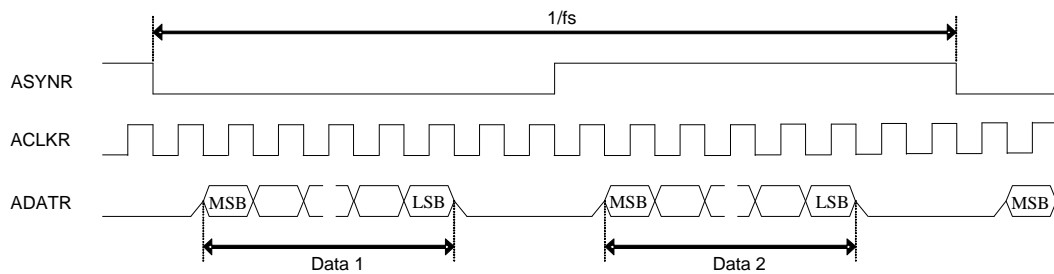 1/fs
ASYNR
ACLKR
ADATR MSB LSB MSB LSB MSB
Data 1 Data 2